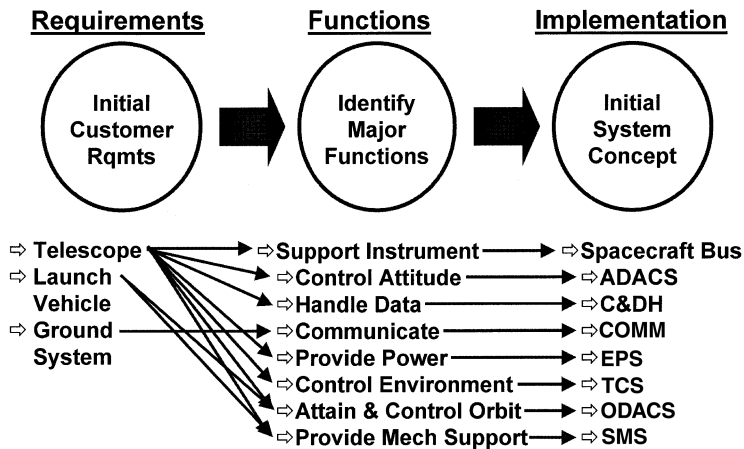 Requirements Functions Implementation
Initial Customer Rqmts
Identify Major Functions
Initial System Concept
⇨ Telescope
⇨ Launch
Vehicle
⇨ Ground
System
⇨ Support Instrument
⇨ Control Attitude
⇨ Handle Data
⇨ Communicate
⇨ Provide Power
⇨ Control Environment
⇨ Attain & Control Orbit
⇨ Provide Mech Support
⇨ Spacecraft Bus
⇨ ADACS
⇨ C&DH
⇨ COMM
⇨ EPS
⇨ TCS
⇨ ODACS
⇨ SMS